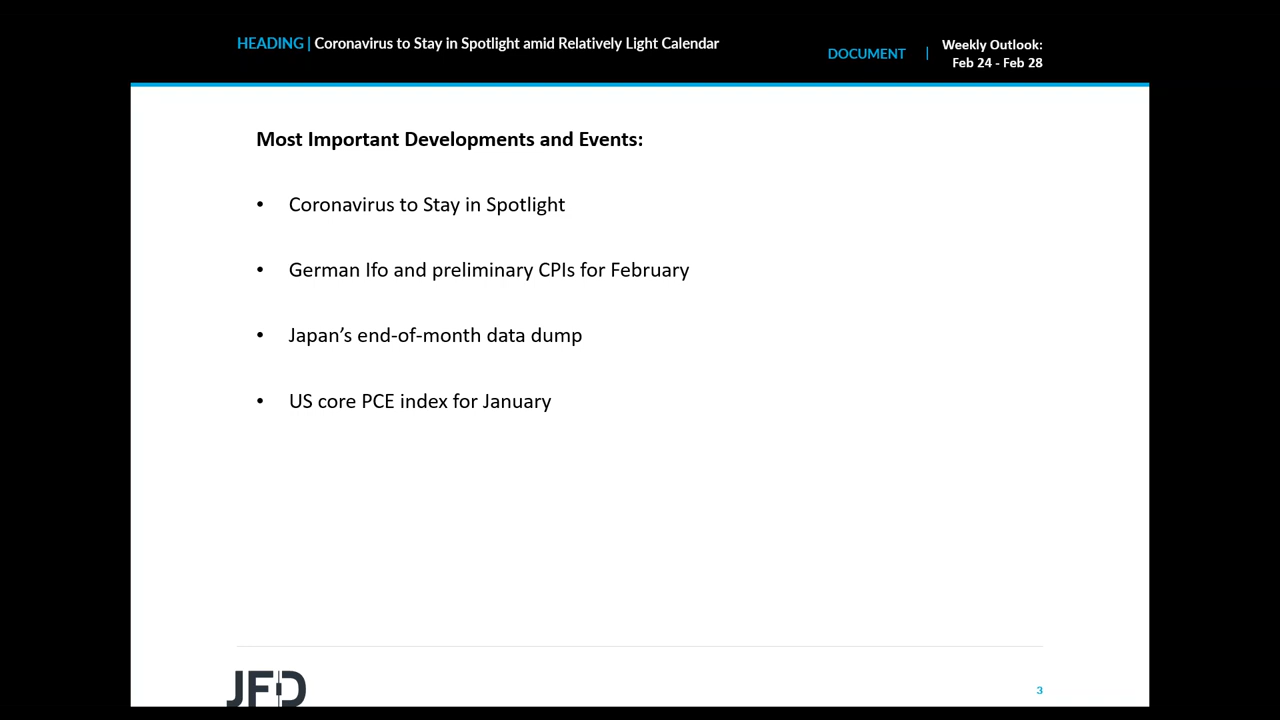 HEADING | Coronavirus to Stay in Spotlight amid Relatively Light Calendar
DOCUMENT | Weekly Outlook:
Feb 24 - Feb 28
Most Important Developments and Events:
• Coronavirus to Stay in Spotlight
• German Ifo and preliminary CPIs for February
• Japan’s end-of-month data dump
• US core PCE index for January
JFD
3